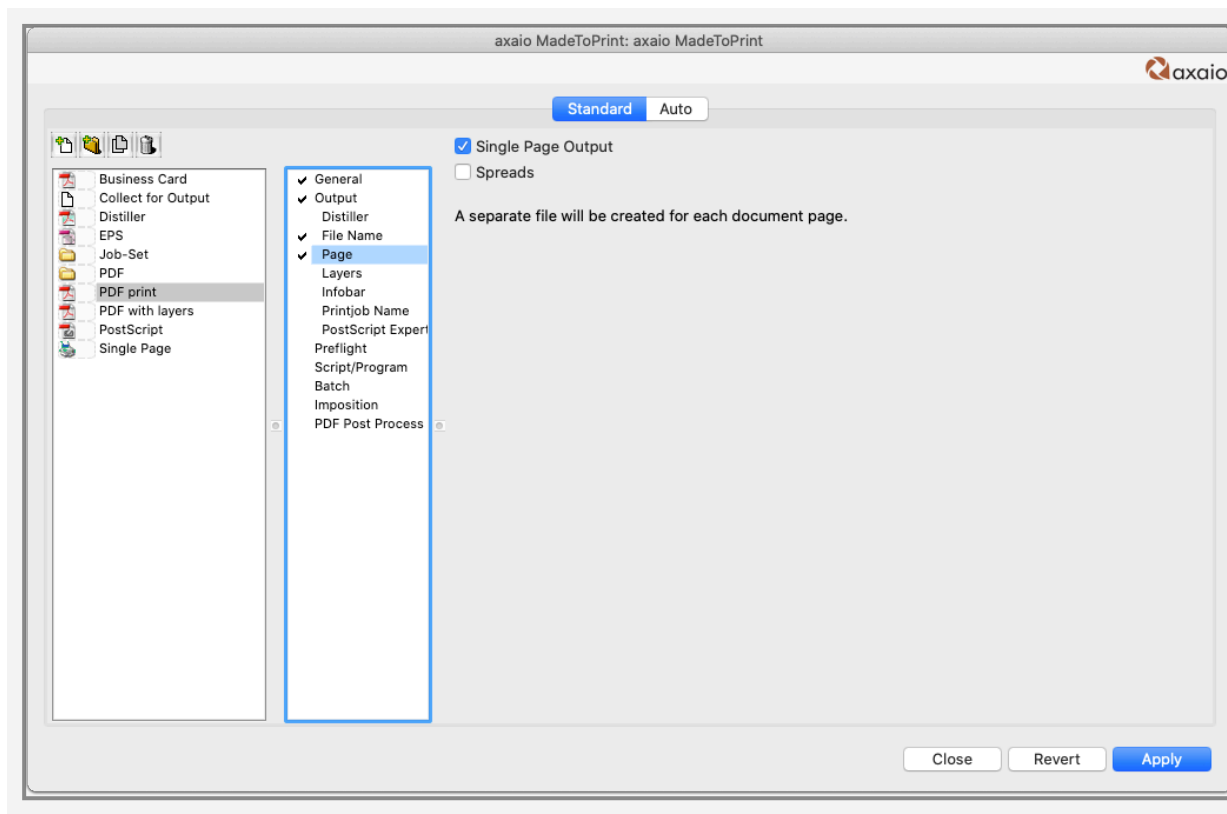 axaio MadeToPrint: axaio MadeToPrint
axaio
Standard Auto
Business Card
Collect for Output
Distiller
EPS
Job-Set
PDF
PDF print
PDF with layers
PostScript
Single Page
General
Output
Distiller
File Name
Page
Layers
Infobar
Printjob Name
PostScript Expert
Preflight
Script/Program
Batch
Imposition
PDF Post Process
Single Page Output
Spreads
A separate file will be created for each document page.
Close Revert Apply